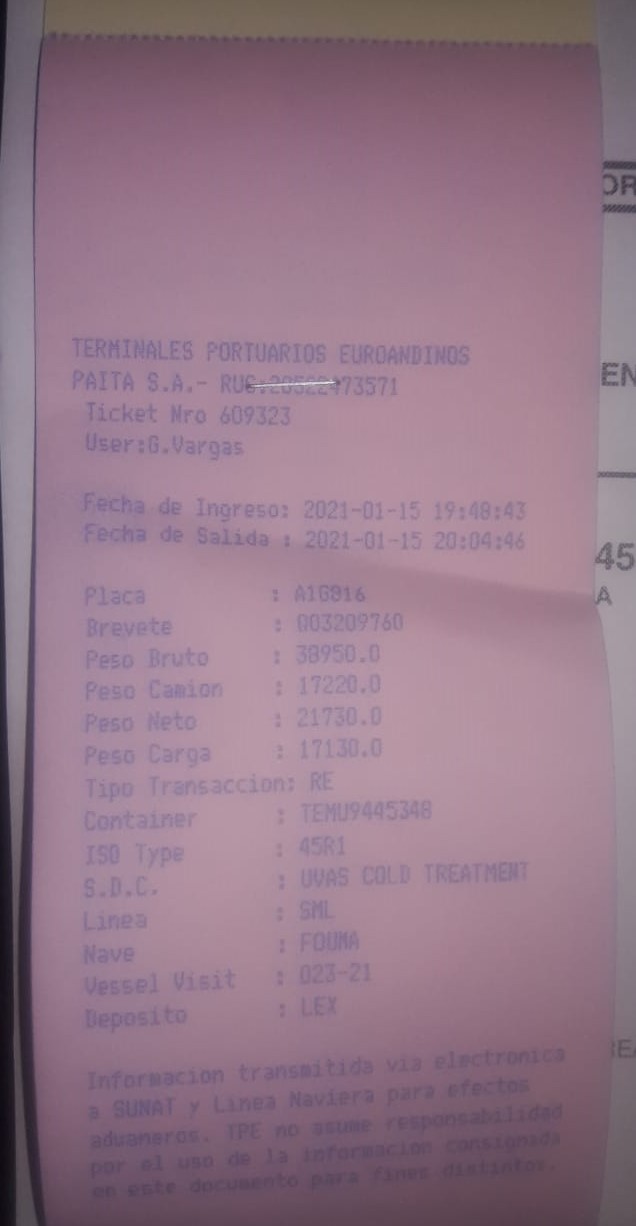 TERMINALES PORTUARIOS EUROANDINOS
PAITA S.A.- RUC:20522473571
Ticket Nro 609323
User:G.Vargas
Fecha de Ingreso: 2021-01-15 19:48:43
Fecha de Salida : 2021-01-15 20:04:46
Placa : A1G816
Brevete : Q03209760
Peso Bruto : 38950.0
Peso Camion : 17220.0
Peso Neto : 21730.0
Peso Carga : 17130.0
Tipo Transaccion: RE
Container : TEMU9445348
ISO Type : 45R1
S.D.C. : UVAS COLD TREATMENT
Linea : SML
Nave : FOUMA
Vessel Visit : 023-21
Deposito : LEX
Informacion transmitida via electronica
a SUNAT y Linea Naviera para efectos
aduaneros. TPE no asume responsabilidad
por el uso de la informacion consignada
en este documento para fines distintos.
OR
EN
45
A